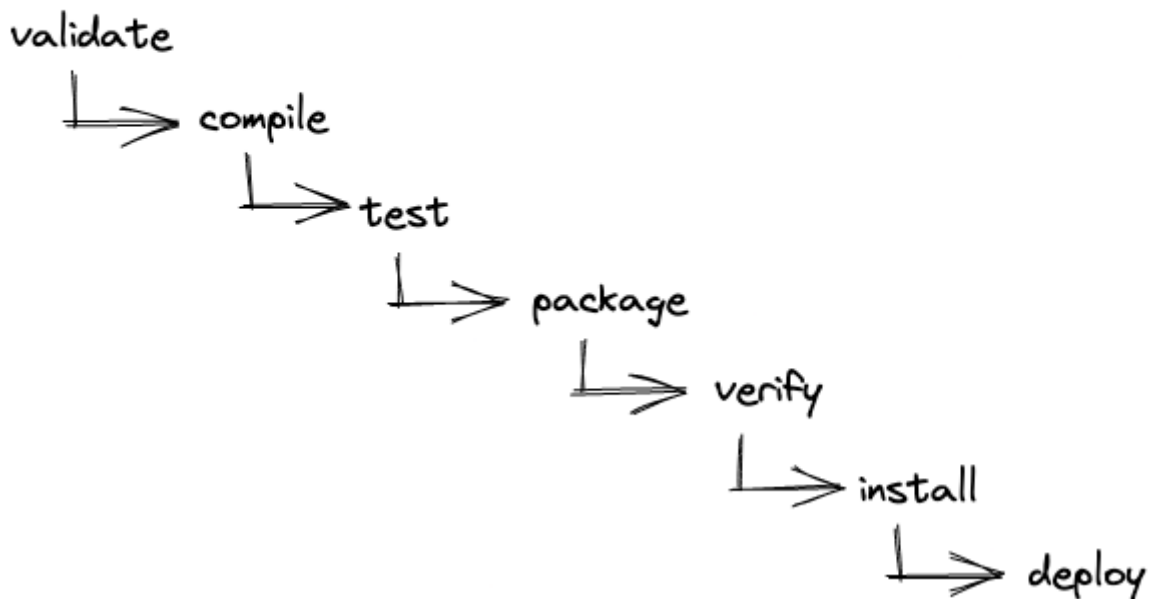 validate
compile
test
package
verify
install
deploy